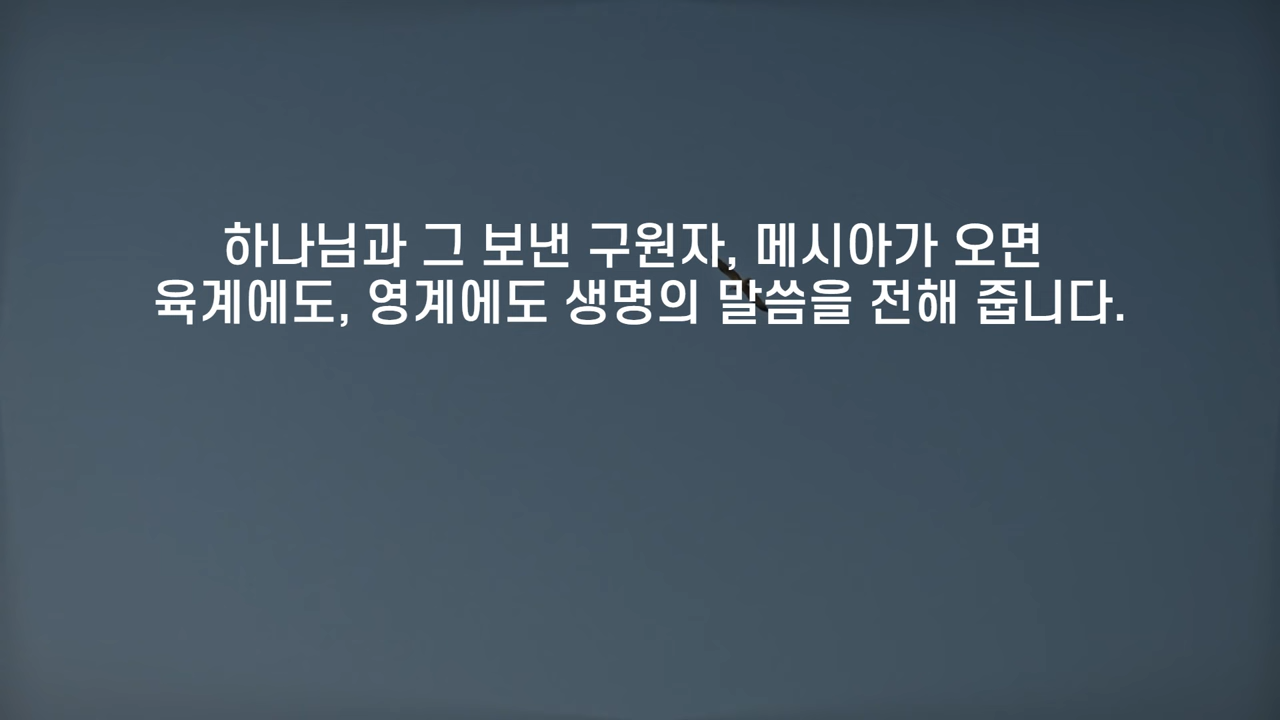 하나님과 그 보낸 구원자, 메시아가 오면
육계에도, 영계에도 생명의 말씀을 전해 줍니다.